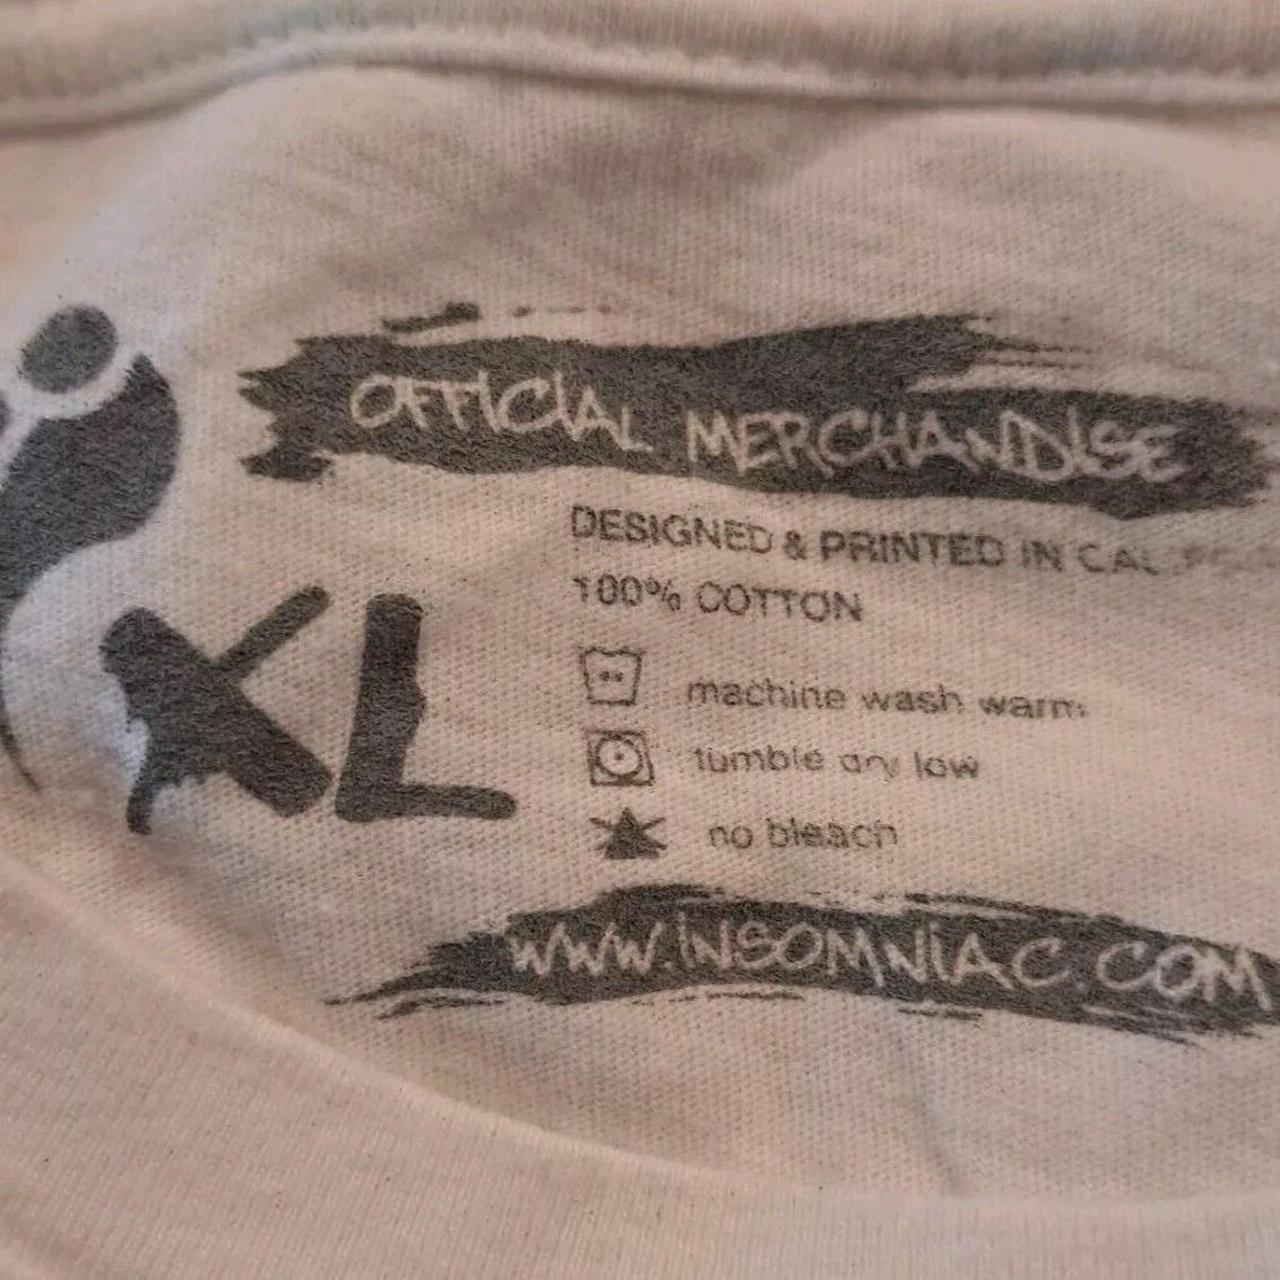 OFFICIAL MERCHANDISE
DESIGNED & PRINTED IN
100% COTTON
XL
machine wash warm
tumble dry low
no bleach
WWW.INSOMNIAC.COM